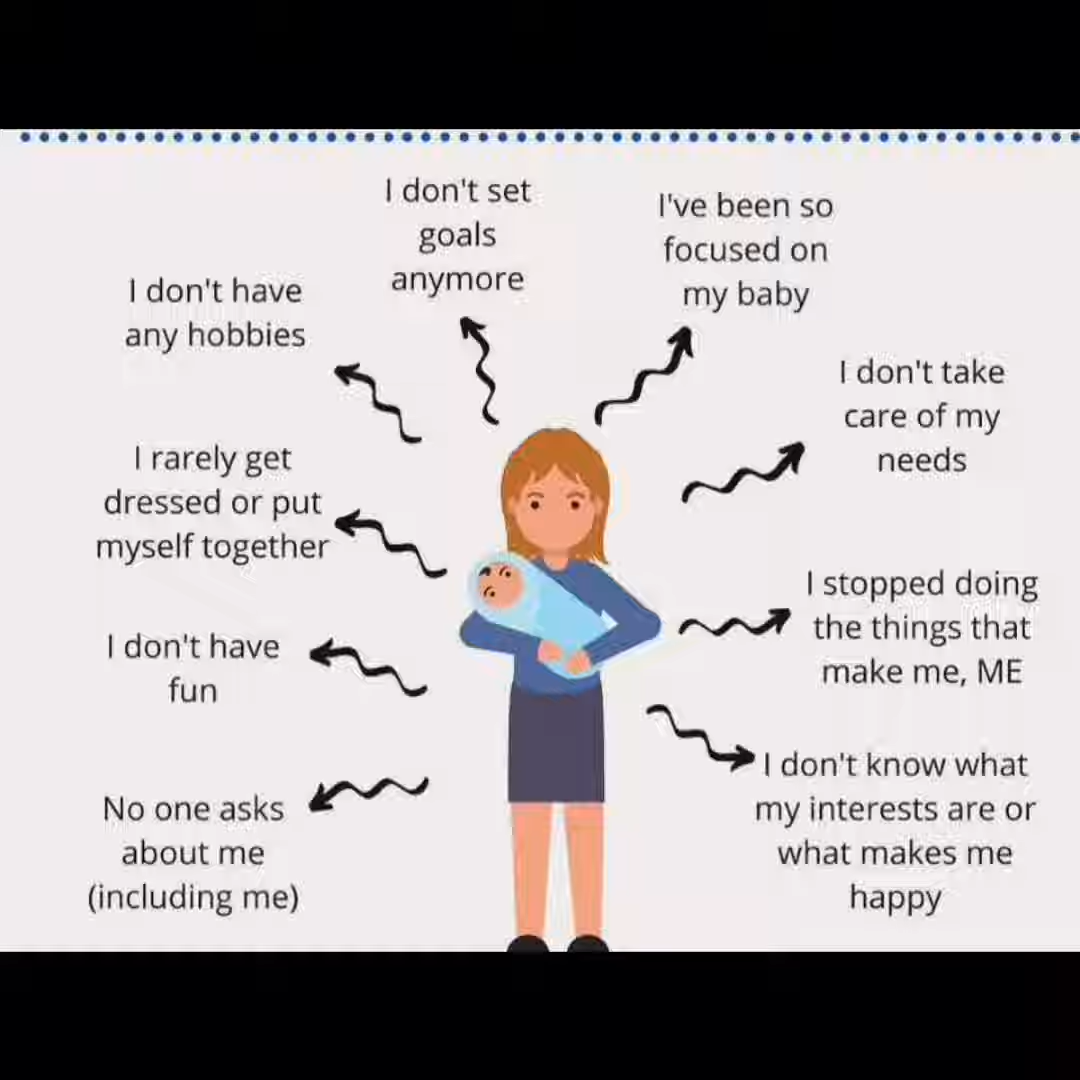 I don't set
goals
anymore
I've been so
focused on
my baby
I don't have
any hobbies
I don't take
care of my
needs
I rarely get
dressed or put
myself together
I stopped doing
the things that
make me, ME
I don't have
fun
I don't know what
my interests are or
what makes me
happy
No one asks
about me
(including me)